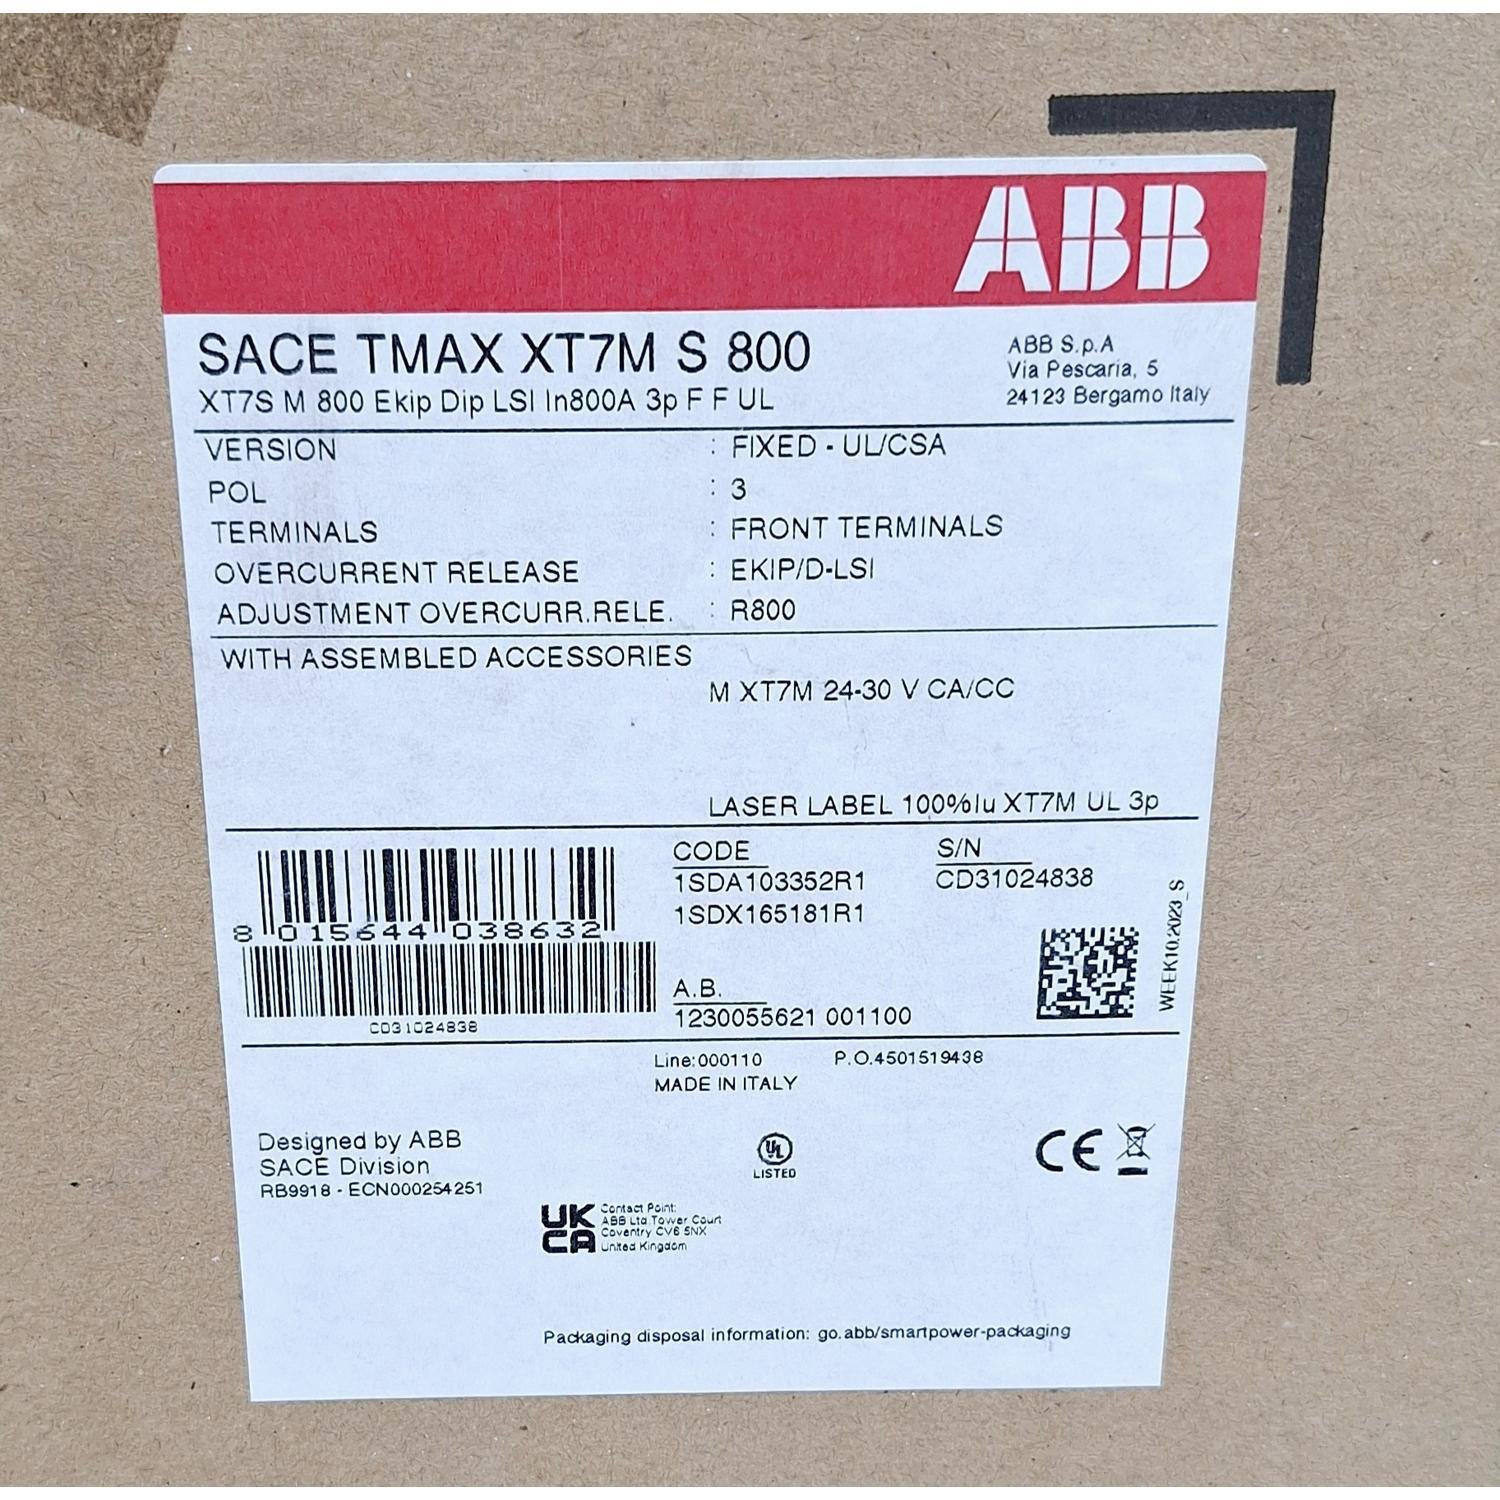 ABB
SACE TMAX XT7M S 800
XT7S M 800 Ekip Dip LSI In800A 3p F F UL
ABB S.p.A
Via Pescaria, 5
24123 Bergamo Italy
VERSION : FIXED - UL/CSA
POL : 3
TERMINALS : FRONT TERMINALS
OVERCURRENT RELEASE : EKIP/D-LSI
ADJUSTMENT OVERCURR.RELE. : R800
WITH ASSEMBLED ACCESSORIES
M XT7M 24-30 V CA/CC
LASER LABEL 100%Iu XT7M UL 3p
8 015644 038632
CD31024838
CODE
1SDA103352R1
1SDX165181R1
S/N
CD31024838
A.B.
1230055621 001100
WEEK10.2023_S
Line:000110 P.O.4501519438
MADE IN ITALY
Designed by ABB
SACE Division
RB9918 - ECN000254251
UL
LISTED
CE
UK
CA
Contact Point:
ABB Ltd Tower Court
Coventry CV6 5NX
United Kingdom
Packaging disposal information: go.abb/smartpower-packaging